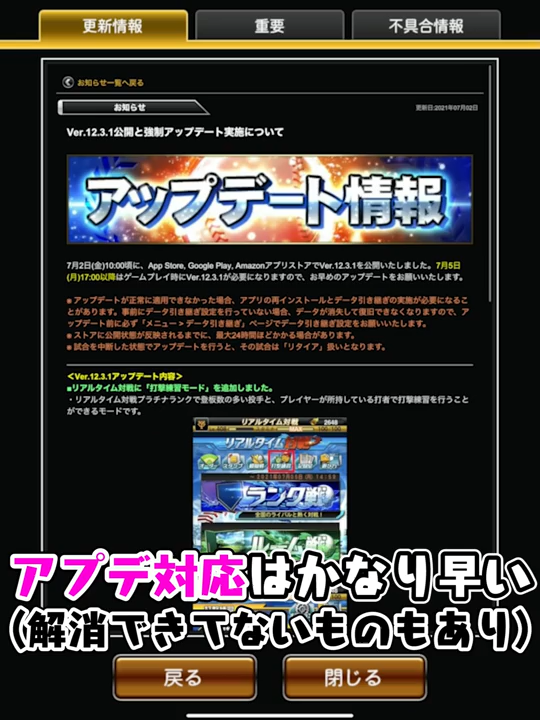 更新情報
重要
不具合情報
お知らせ一覧へ戻る
お知らせ
更新日:2021年07月02日
Ver.12.3.1公開と強制アップデート実施について
アップデート情報
7月2日(金)10:00頃に、App Store, Google Play, AmazonアプリストアでVer.12.3.1を公開いたしました。7月5日
(月)17:00以降はゲームプレイ時にVer.12.3.1が必要になりますので、お早めのアップデートをお願いいたします。
※アップデートが正常に適用できなかった場合、アプリの再インストールとデータ引き継ぎの実施が必要になるこ
とがあります。事前にデータ引き継ぎ設定を行っていない場合、データが消失して復旧できなくなりますので、アッ
プデート前に必ず「メニュー > データ引き継ぎ」ページでデータ引き継ぎ設定をお願いいたします。
※ストアに公開状態が反映されるまでに、最大24時間ほどかかる場合があります。
※試合を中断した状態でアップデートを行うと、その試合は「リタイア」扱いとなります。
<Ver.12.3.1アップデート内容>
■リアルタイム対戦に「打撃練習モード」を追加しました。
・リアルタイム対戦プラチナランクで登板数の多い投手と、プレイヤーが所持している打者で打撃練習を行うこと
ができるモードです。
リアルタイム対戦
2648
リアルタイム対戦
ランク戦
全国のライバルと熱く対戦!
ルーム戦
アプデ対応はかなり早い
(解消できてないものもあり)
戻る
閉じる